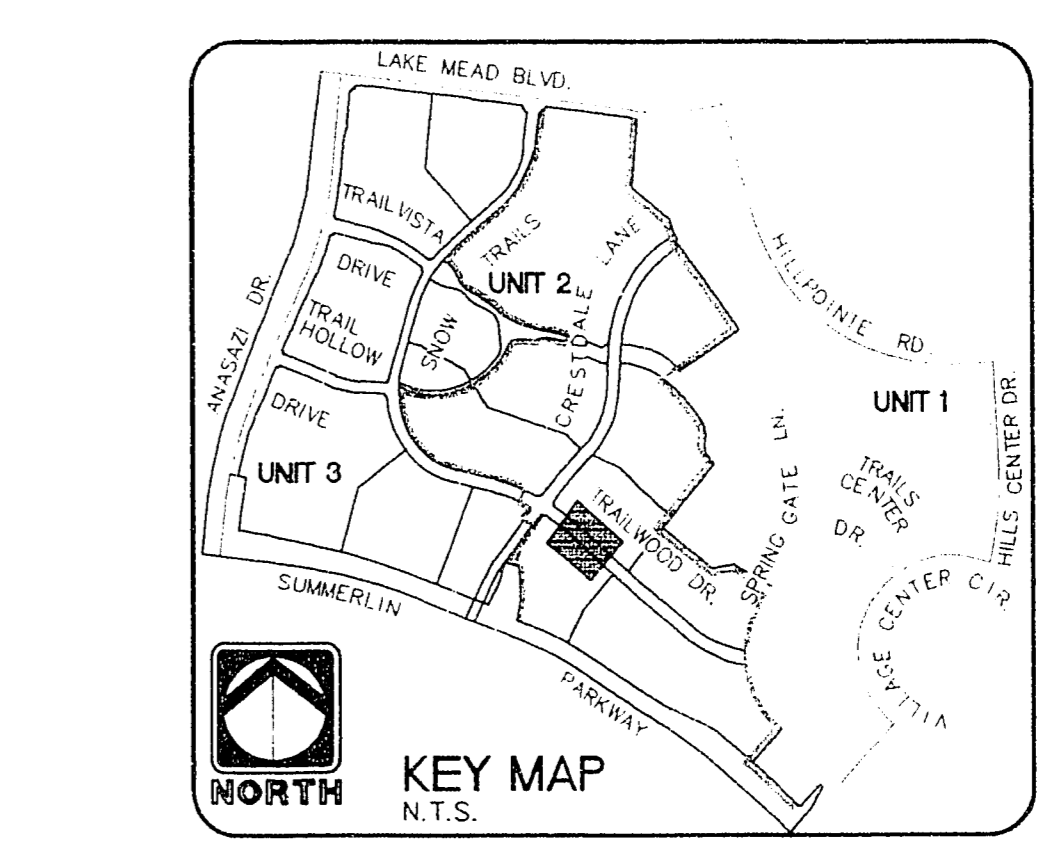 LAKE MEAD BLVD.
TRAIL VISTA
DRIVE
TRAILS
LANE
UNIT 2
CRESTDALE
HILLPOINTE RD
ANASAZI DR.
TRAIL
HOLLOW
DRIVE
SNOW
UNIT 1
UNIT 3
TRAILS
CENTER
DR.
HILLS CENTER DR.
SPRING GATE LN.
TRAILWOOD DR.
VILLAGE CENTER CIR.
SUMMERLIN
PARKWAY
NORTH
KEY MAP
N.T.S.